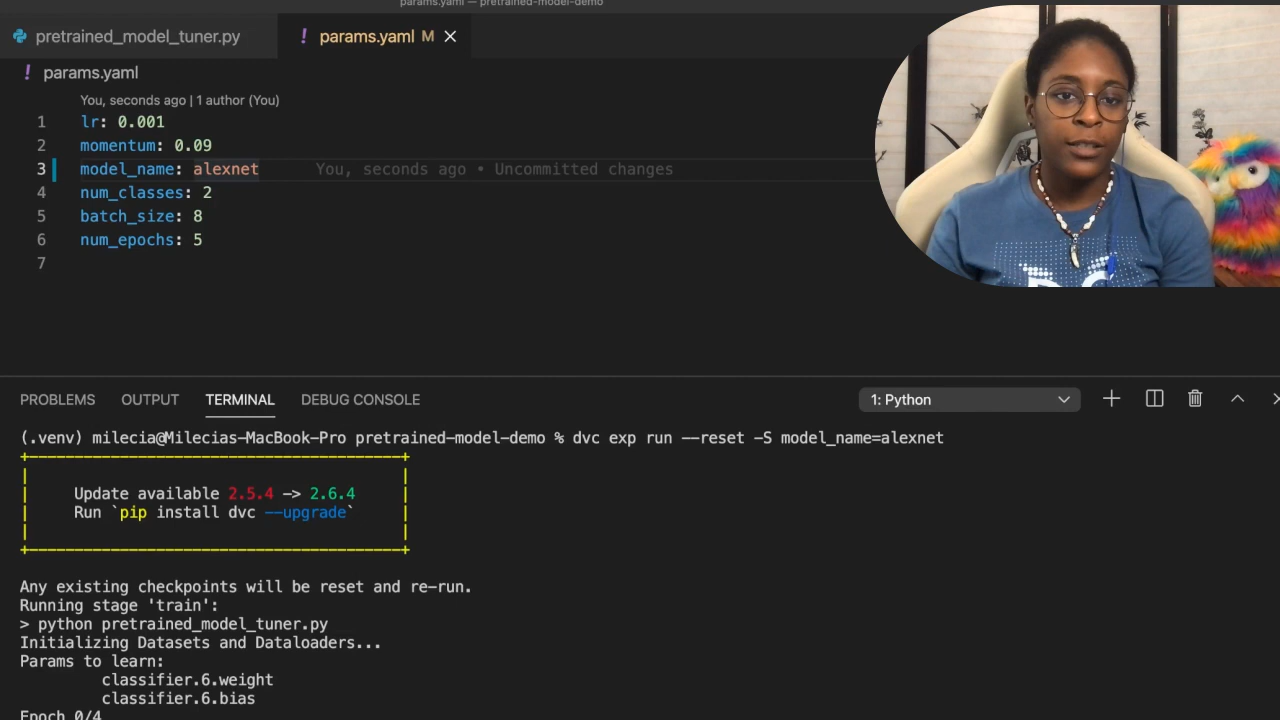 params.yaml — pretrained-model-demo
pretrained_model_tuner.py
! params.yaml M
! params.yaml
You, seconds ago | 1 author (You)
1 lr: 0.001
2 momentum: 0.09
3 model_name: alexnet You, seconds ago • Uncommitted changes
4 num_classes: 2
5 batch_size: 8
6 num_epochs: 5
7
PROBLEMS OUTPUT TERMINAL DEBUG CONSOLE 1: Python
(.venv) milecia@Milecias-MacBook-Pro pretrained-model-demo % dvc exp run --reset -S model_name=alexnet
Update available 2.5.4 -> 2.6.4
Run `pip install dvc --upgrade`
Any existing checkpoints will be reset and re-run.
Running stage 'train':
> python pretrained_model_tuner.py
Initializing Datasets and Dataloaders...
Params to learn:
classifier.6.weight
classifier.6.bias
Epoch 0/4